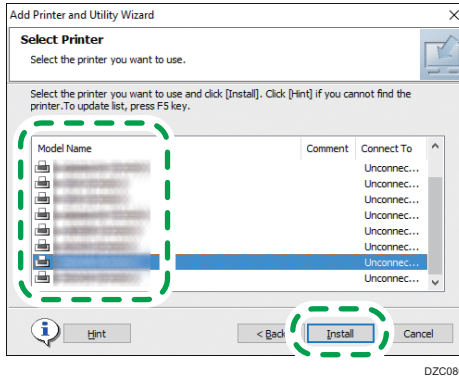 Add Printer and Utility Wizard
Select Printer
Select the printer you want to use.
Select the printer you want to use and click [Install]. Click [Hint] if you cannot find the
printer.To update list, press F5 key.
Model Name Comment Connect To
Unconnec...
Unconnec...
Unconnec...
Unconnec...
Unconnec...
Unconnec...
Unconnec...
Unconnec...
Hint < Back Install Cancel